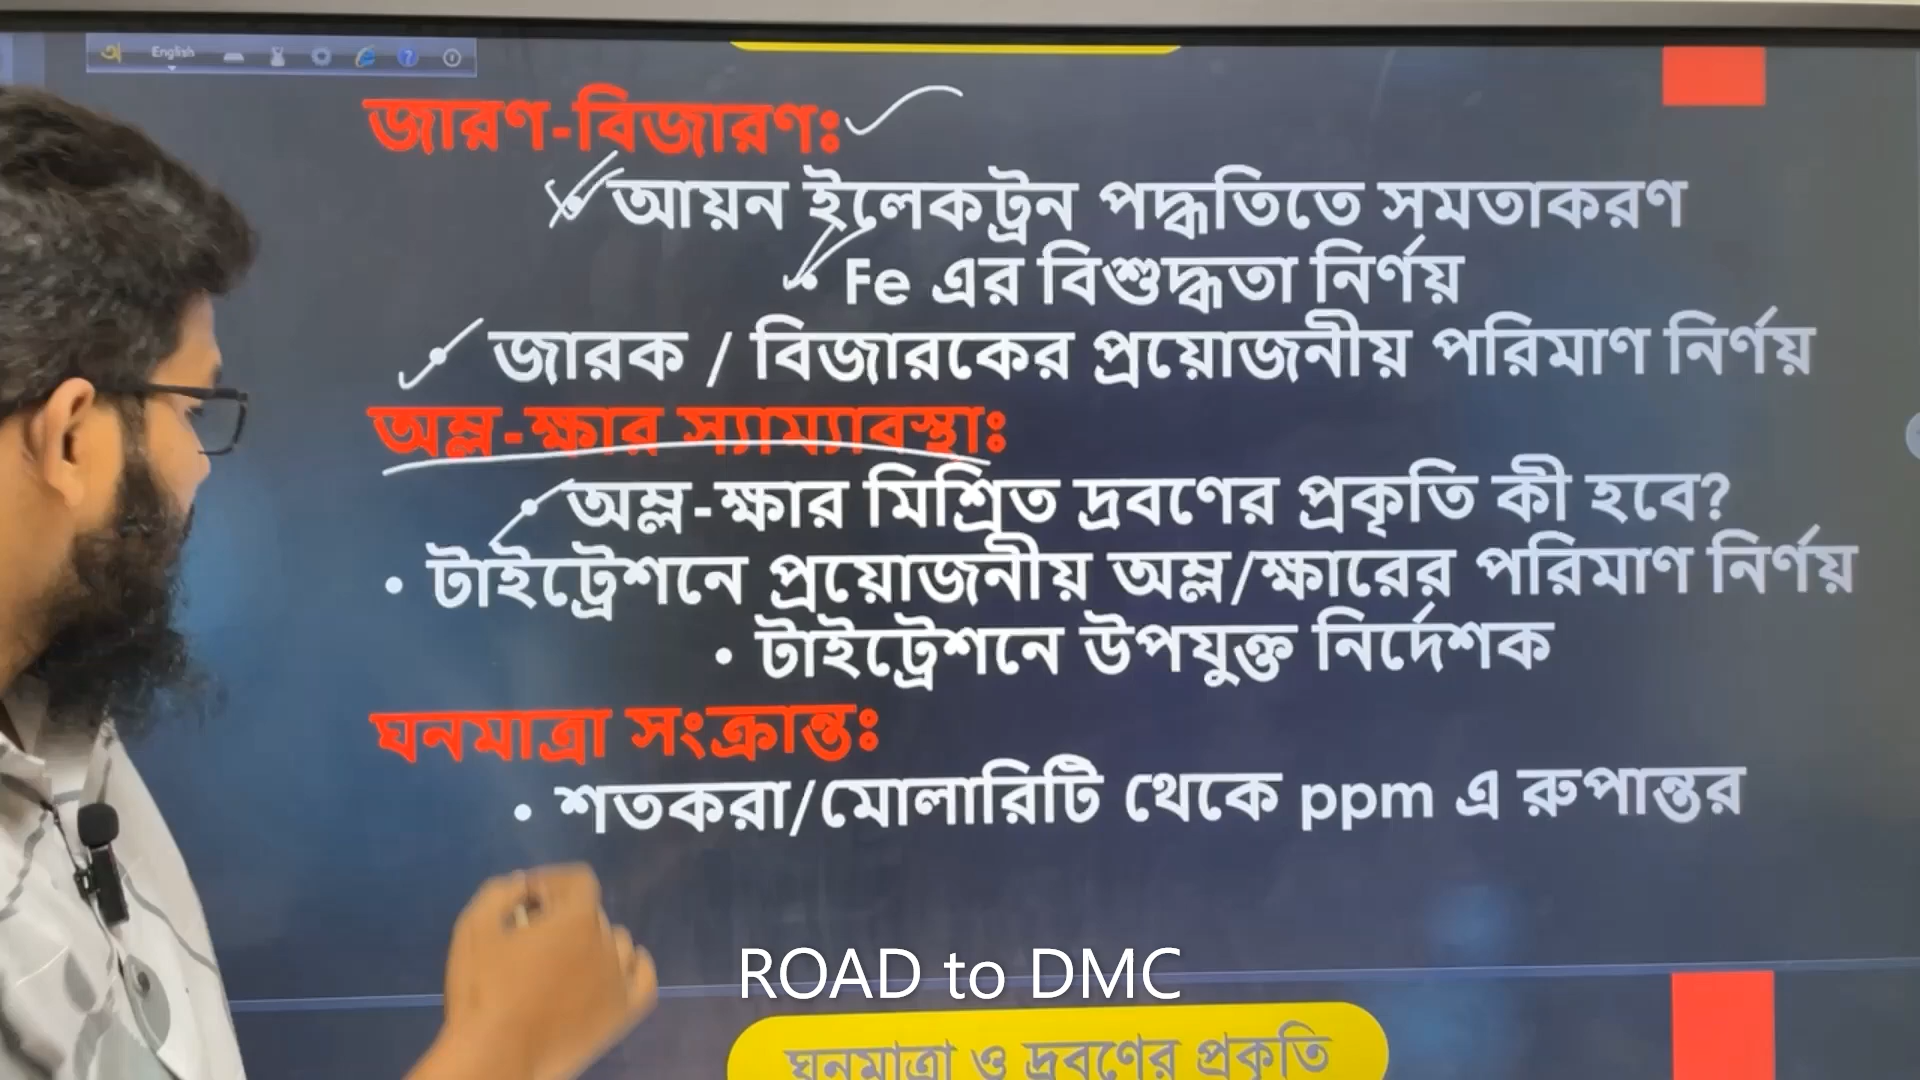 অ English
জারণ-বিজারণঃ
• আয়ন ইলেকট্রন পদ্ধতিতে সমতাকরণ
• Fe এর বিশুদ্ধতা নির্ণয়
• জারক / বিজারকের প্রয়োজনীয় পরিমাণ নির্ণয়
অম্ল-ক্ষার স্যাম্যাবস্থাঃ
• অম্ল-ক্ষার মিশ্রিত দ্রবণের প্রকৃতি কী হবে?
• টাইট্রেশনে প্রয়োজনীয় অম্ল/ক্ষারের পরিমাণ নির্ণয়
• টাইট্রেশনে উপযুক্ত নির্দেশক
ঘনমাত্রা সংক্রান্তঃ
• শতকরা/মোলারিটি থেকে ppm এ রুপান্তর
ROAD to DMC
ঘনমাত্রা ও দ্রবণের প্রকৃতি